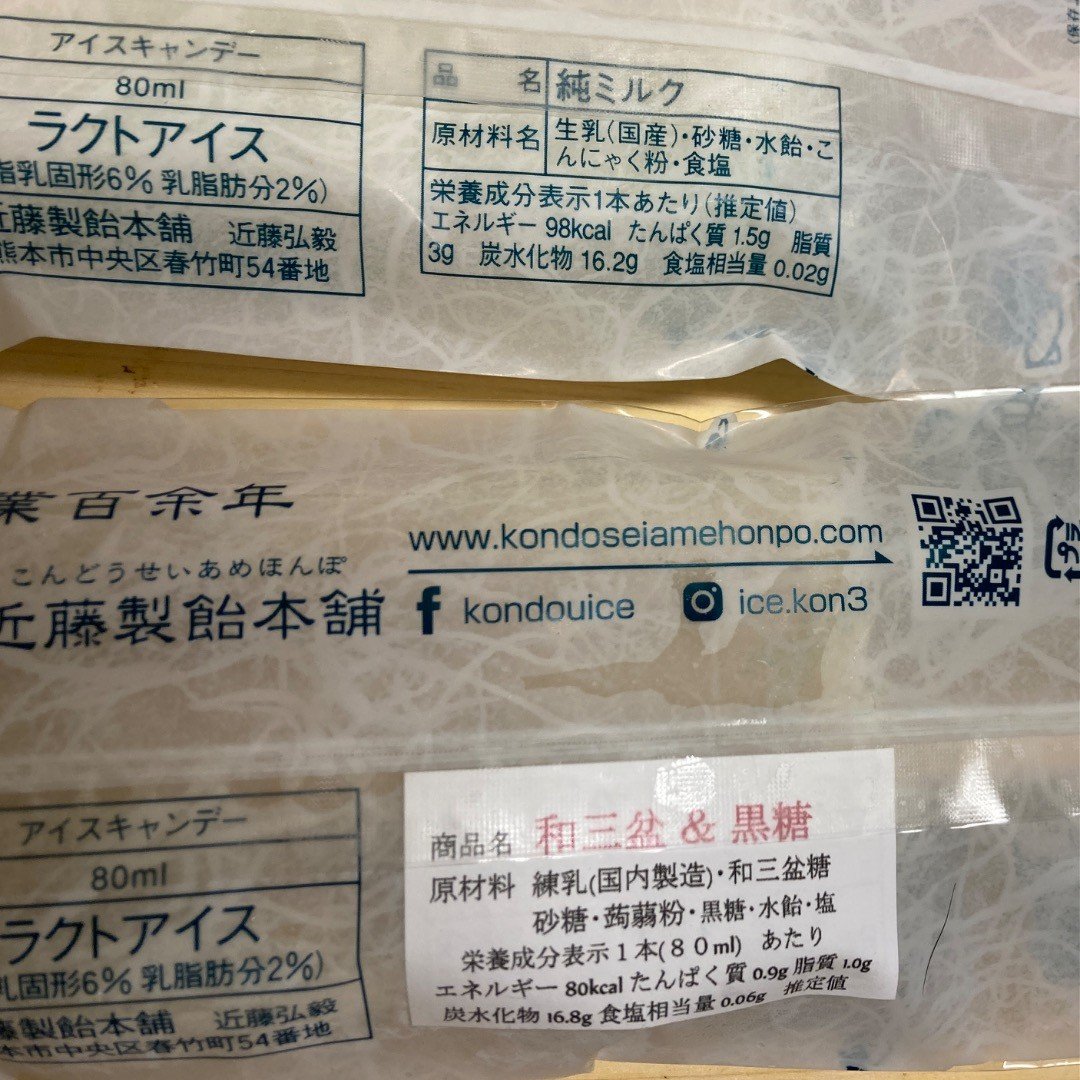 アイスキャンデー
80ml
ラクトアイス
脂乳固形6% 乳脂肪分2%)
近藤製飴本舗 近藤弘毅
熊本市中央区春竹町54番地
品 名 純ミルク
原材料名 生乳(国産)・砂糖・水飴・こ
んにゃく粉・食塩
栄養成分表示1本あたり(推定値)
エネルギー 98kcal たんぱく質 1.5g 脂質
3g 炭水化物 16.2g 食塩相当量 0.02g
業百余年
こんどうせいあめほんぽ
近藤製飴本舗
www.kondoseiamehonpo.com
kondouice ice.kon3
プラ
アイスキャンデー
80ml
ラクトアイス
乳固形6% 乳脂肪分2%)
藤製飴本舗 近藤弘毅
本市中央区春竹町54番地
商品名 和三盆 & 黒糖
原材料 練乳(国内製造)・和三盆糖
砂糖・蒟蒻粉・黒糖・水飴・塩
栄養成分表示1本(80ml) あたり
エネルギー 80kcal たんぱく質 0.9g 脂質 1.0g
炭水化物 16.8g 食塩相当量 0.06g 推定値